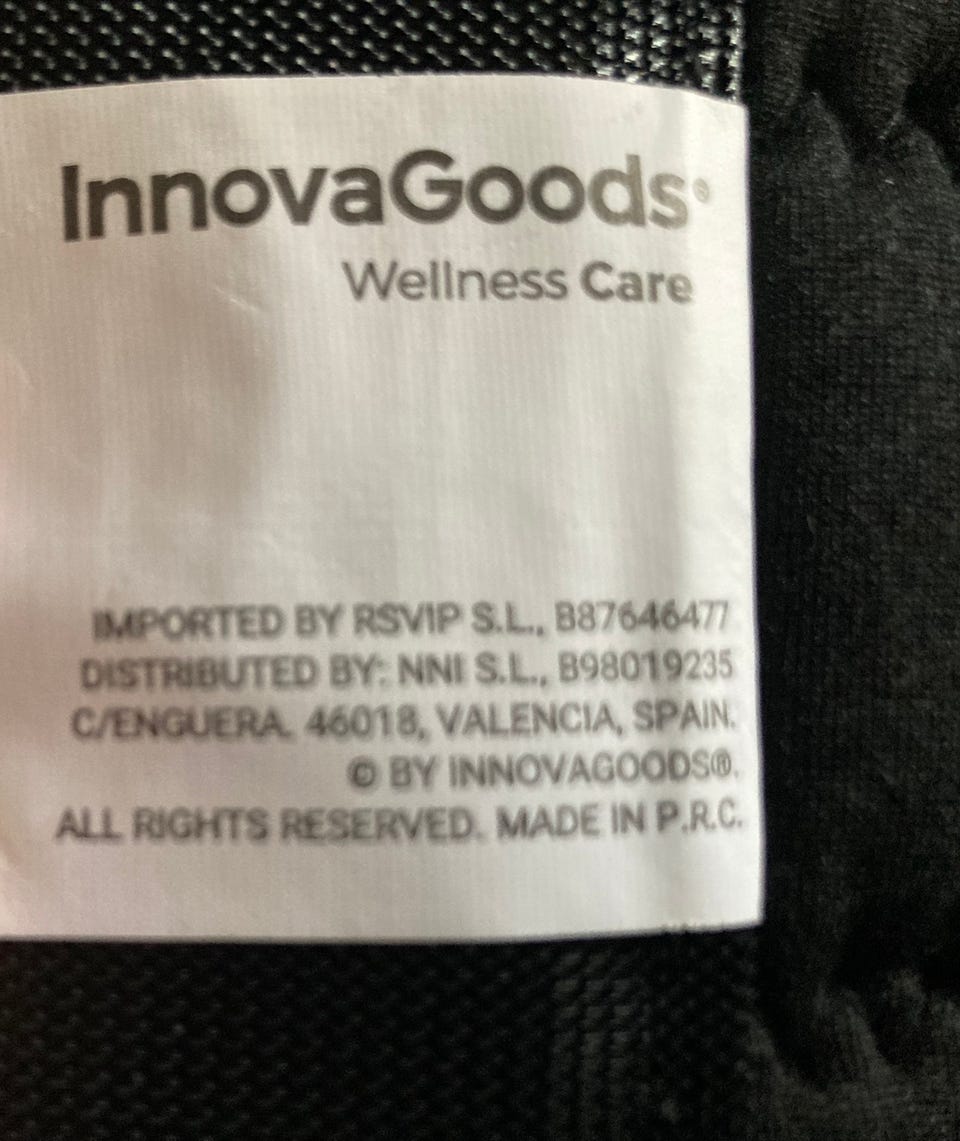 InnovaGoods®
Wellness Care
IMPORTED BY RSVIP S.L., B87646477
DISTRIBUTED BY: NNI S.L., B98019235
C/ENGUERA. 46018, VALENCIA, SPAIN.
© BY INNOVAGOODS®.
ALL RIGHTS RESERVED. MADE IN P.R.C.